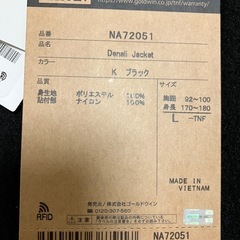 https://www.goldwin.co.jp/tnf/warranty/
品番
NA72051
品名
Denali Jacket
カラー
K ブラック
身生地 ポリエステル 100%
貼付部 ナイロン 100%
サイズ
胸囲 92~100
身長 170~180
L -TNF
MADE IN
VIETNAM
発売元/株式会社ゴールドウイン
0120-307-560
RFID
NA72051